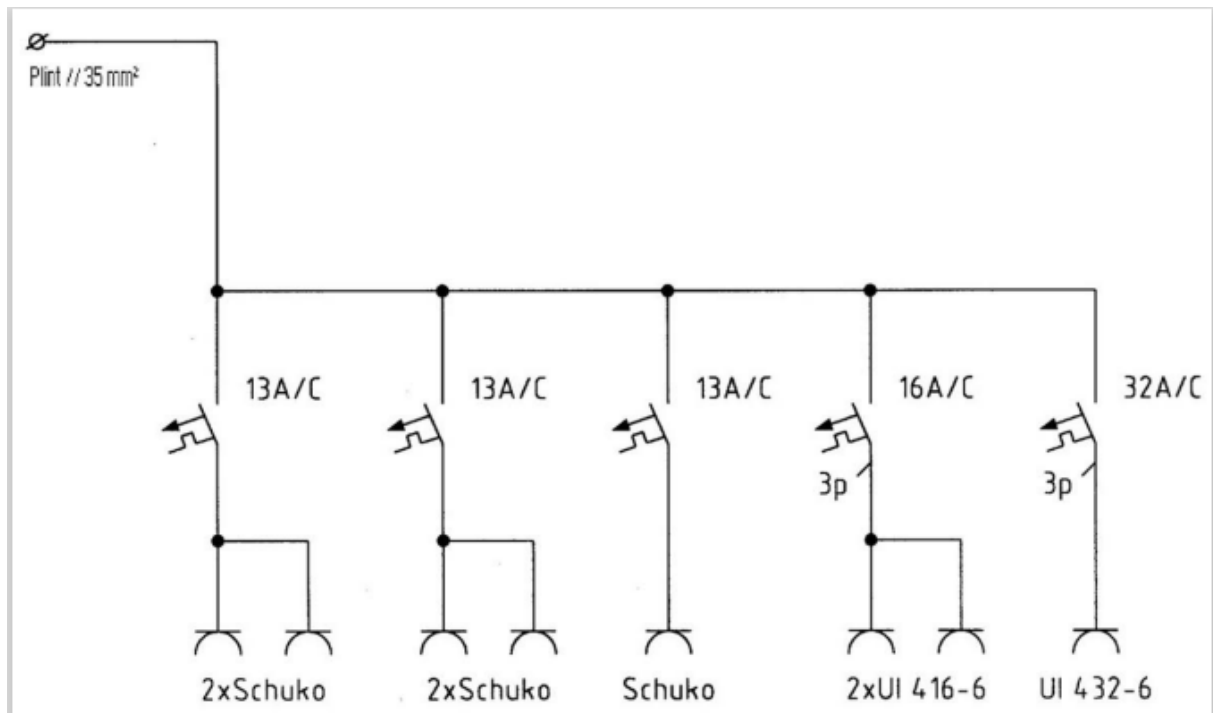 Plint // 35 mm²
13A/C
13A/C
13A/C
16A/C
32A/C
3p
3p
2xSchuko
2xSchuko
Schuko
2xUI 416-6
UI 432-6